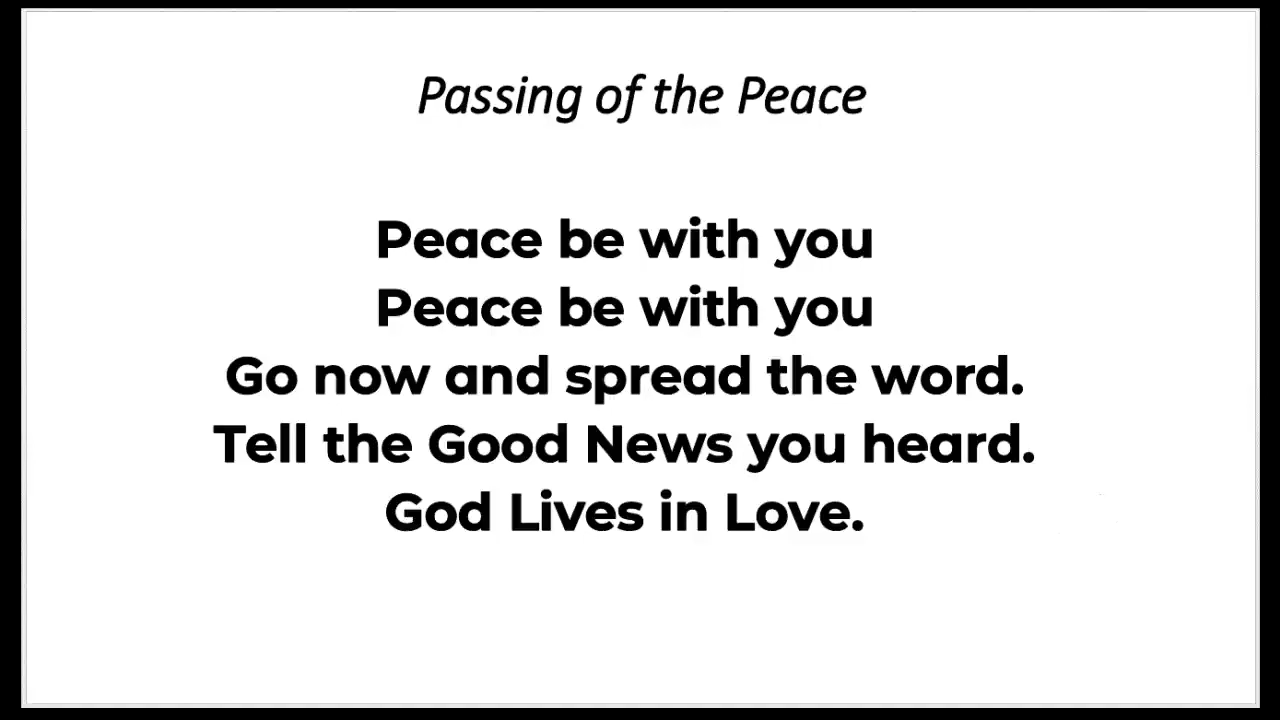 Passing of the Peace
Peace be with you
Peace be with you
Go now and spread the word.
Tell the Good News you heard.
God Lives in Love.